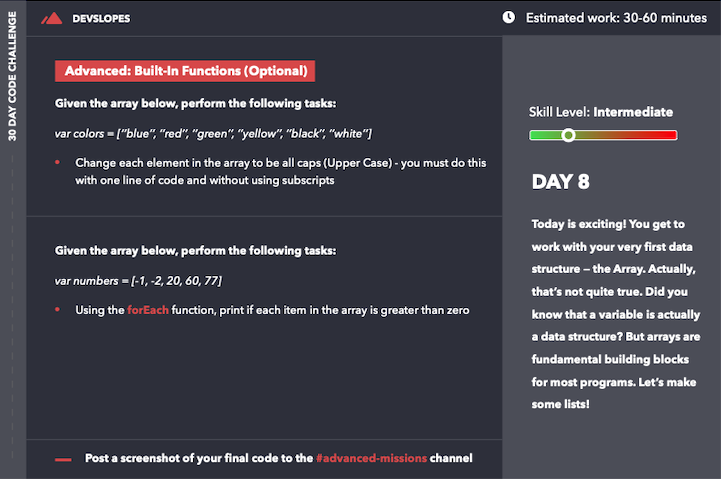 30 DAY CODE CHALLENGE
DEVSLOPES
Estimated work: 30-60 minutes
Advanced: Built-In Functions (Optional)
Given the array below, perform the following tasks:
var colors = ["blue", "red", "green", "yellow", "black", "white"]
• Change each element in the array to be all caps (Upper Case) - you must do this
with one line of code and without using subscripts
Given the array below, perform the following tasks:
var numbers = [-1, -2, 20, 60, 77]
• Using the forEach function, print if each item in the array is greater than zero
Post a screenshot of your final code to the #advanced-missions channel
Skill Level: Intermediate
DAY 8
Today is exciting! You get to
work with your very first data
structure – the Array. Actually,
that's not quite true. Did you
know that a variable is actually
a data structure? But arrays are
fundamental building blocks
for most programs. Let's make
some lists!